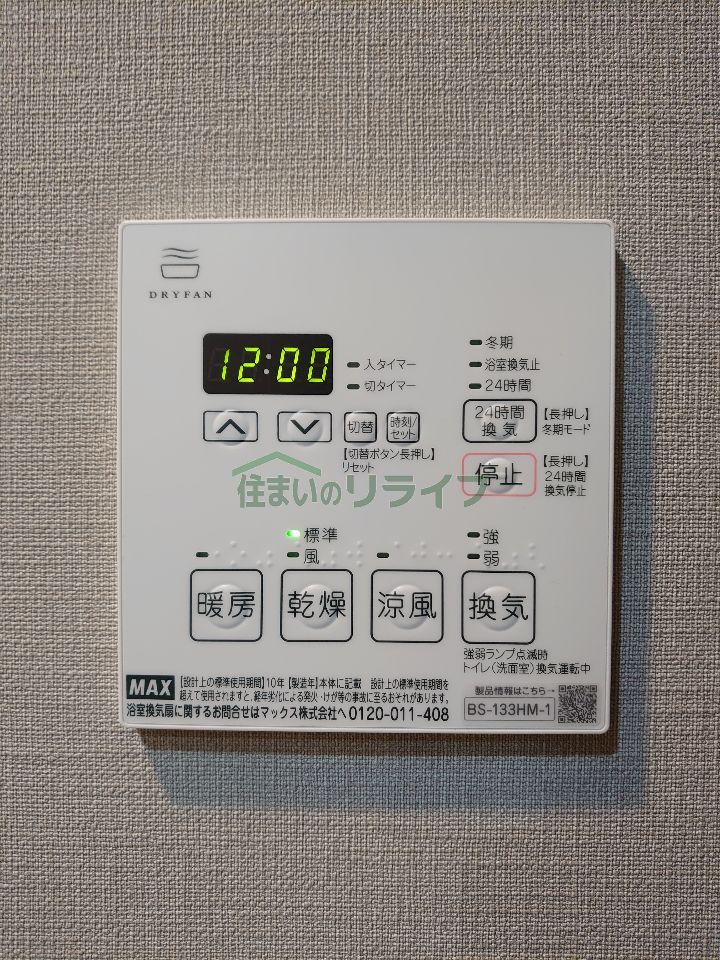 DRYFAN
12:00
入タイマー
切タイマー
冬期
浴室換気止
24時間
切替
時刻/
セット
【切替ボタン長押し】
リセット
24時間
換気
【長押し】
冬期モード
停止
【長押し】
24時間
換気停止
住まいのリライフ
標準
風
強
弱
暖房
乾燥
涼風
換気
強弱ランプ点滅時
トイレ(洗面室)換気運転中
MAX
【設計上の標準使用期間】10年【製造年】本体に記載 設計上の標準使用期間を
超えて使用されますと、経年劣化による発火・けが等の事故に至るおそれがあります。
浴室換気扇に関するお問合せはマックス株式会社へ 0120-011-408
製品情報はこちら→
BS-133HM-1